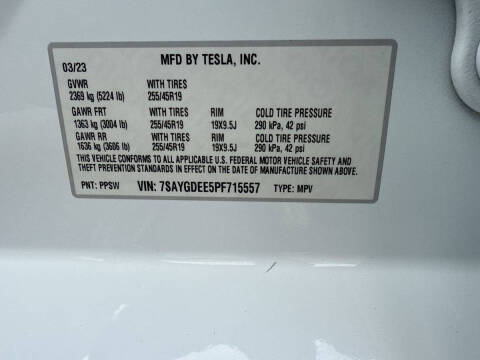 03/23 MFD BY TESLA, INC.
GVWR WITH TIRES
2369 kg (5224 lb) 255/45R19
GAWR FRT WITH TIRES RIM COLD TIRE PRESSURE
1363 kg (3004 lb) 255/45R19 19X9.5J 290 kPa, 42 psi
GAWR RR WITH TIRES RIM COLD TIRE PRESSURE
1636 kg (3606 lb) 255/45R19 19X9.5J 290 kPa, 42 psi
THIS VEHICLE CONFORMS TO ALL APPLICABLE U.S. FEDERAL MOTOR VEHICLE SAFETY AND
THEFT PREVENTION STANDARDS IN EFFECT ON THE DATE OF MANUFACTURE SHOWN ABOVE.
PNT: PPSW VIN: 7SAYGDEE5PF715557 TYPE: MPV